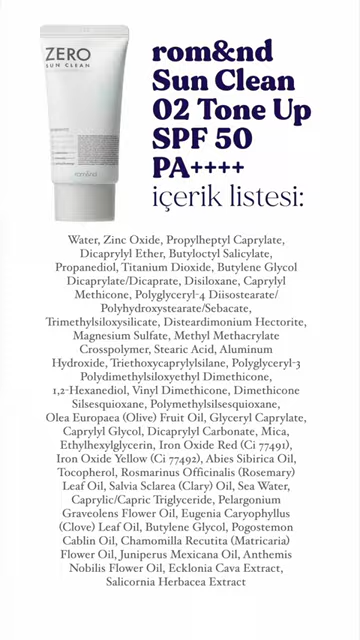 ZERO
SUN CLEAN
rom&nd
rom&nd
Sun Clean
02 Tone Up
SPF 50
PA++++
içerik listesi:
Water, Zinc Oxide, Propylheptyl Caprylate,
Dicaprylyl Ether, Butyloctyl Salicylate,
Propanediol, Titanium Dioxide, Butylene Glycol
Dicaprylate/Dicaprate, Disiloxane, Caprylyl
Methicone, Polyglyceryl-4 Diisostearate/
Polyhydroxystearate/Sebacate,
Trimethylsiloxysilicate, Disteardimonium Hectorite,
Magnesium Sulfate, Methyl Methacrylate
Crosspolymer, Stearic Acid, Aluminum
Hydroxide, Triethoxycaprylylsilane, Polyglyceryl-3
Polydimethylsiloxyethyl Dimethicone,
1,2-Hexanediol, Vinyl Dimethicone, Dimethicone
Silsesquioxane, Polymethylsilsesquioxane,
Olea Europaea (Olive) Fruit Oil, Glyceryl Caprylate,
Caprylyl Glycol, Dicaprylyl Carbonate, Mica,
Ethylhexylglycerin, Iron Oxide Red (Ci 77491),
Iron Oxide Yellow (Ci 77492), Abies Sibirica Oil,
Tocopherol, Rosmarinus Officinalis (Rosemary)
Leaf Oil, Salvia Sclarea (Clary) Oil, Sea Water,
Caprylic/Capric Triglyceride, Pelargonium
Graveolens Flower Oil, Eugenia Caryophyllus
(Clove) Leaf Oil, Butylene Glycol, Pogostemon
Cablin Oil, Chamomilla Recutita (Matricaria)
Flower Oil, Juniperus Mexicana Oil, Anthemis
Nobilis Flower Oil, Ecklonia Cava Extract,
Salicornia Herbacea Extract